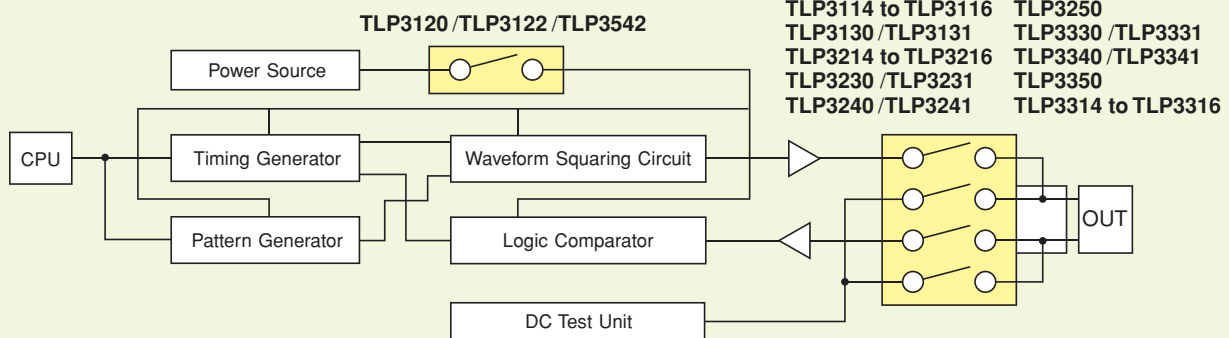 TLP3120 /TLP3122 /TLP3542
TLP3114 to TLP3116
TLP3130 /TLP3131
TLP3214 to TLP3216
TLP3230 /TLP3231
TLP3240 /TLP3241
TLP3250
TLP3330 /TLP3331
TLP3340 /TLP3341
TLP3350
TLP3314 to TLP3316
Power Source
CPU
Timing Generator
Waveform Squaring Circuit
Pattern Generator
Logic Comparator
OUT
DC Test Unit